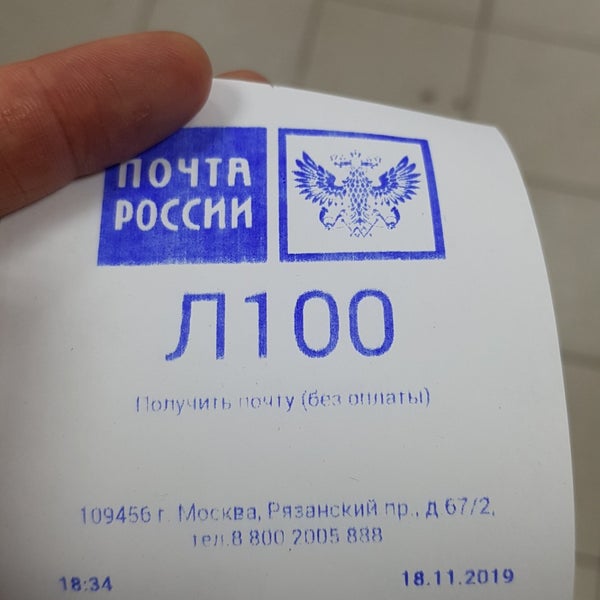 ПОЧТА
РОССИИ
Л100
Получить почту (без оплаты)
109456 г. Москва, Рязанский пр., д 67/2,
тел.8 800 2005 888
18:34
18.11.2019